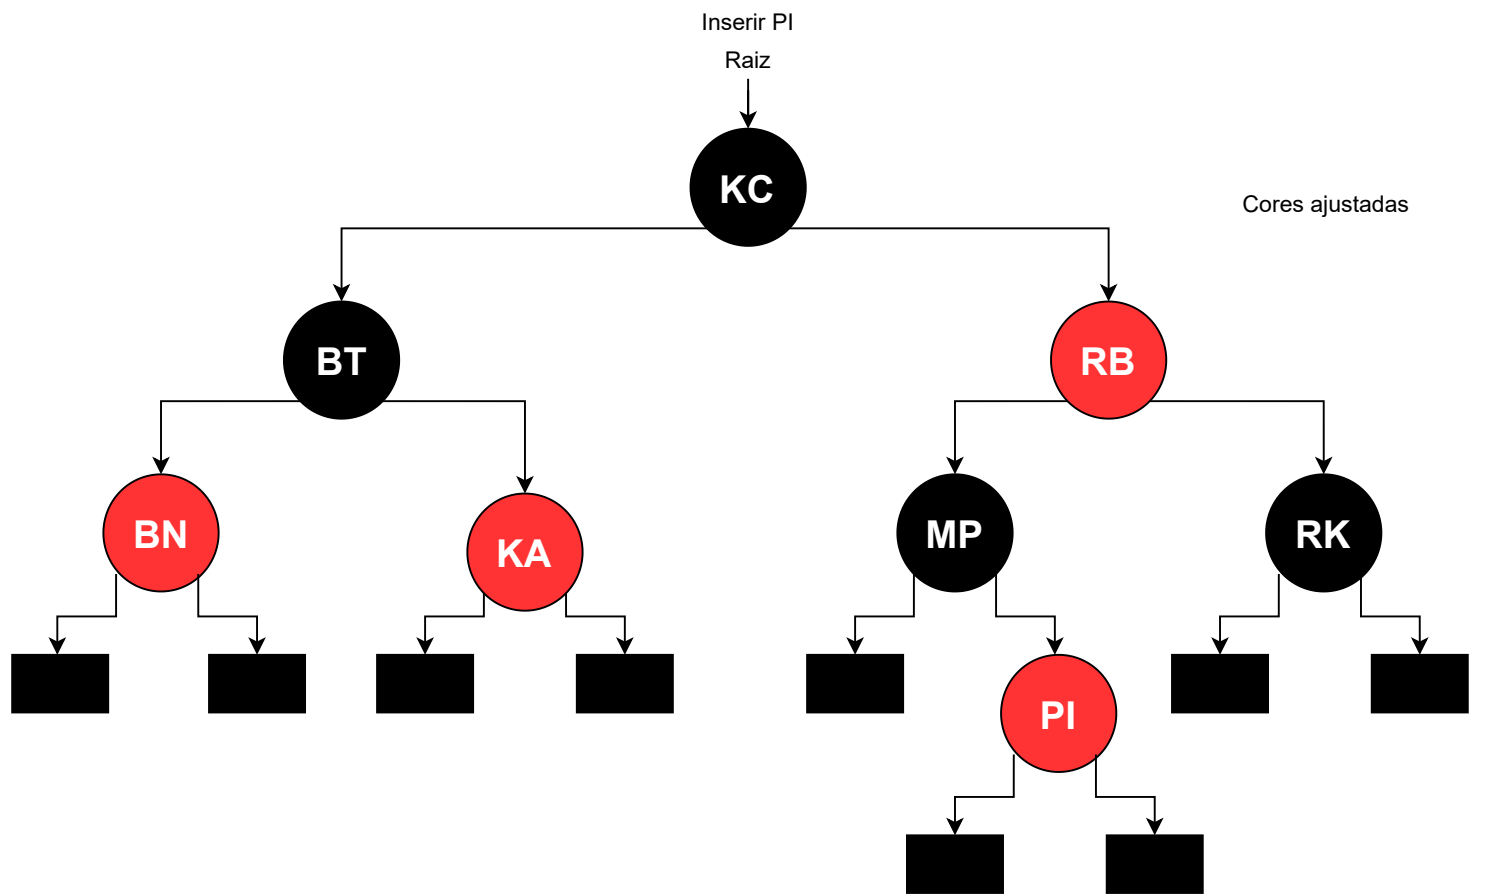 Inserir PI
Raiz
KC
Cores ajustadas
BT
RB
BN
KA
MP
RK
PI